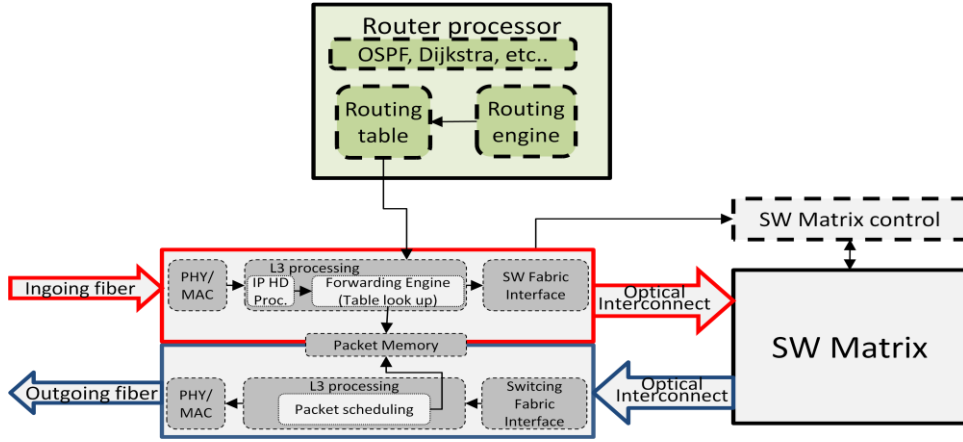 Router processor
OSPF, Dijkstra, etc..
Routing
table
Routing
engine
SW Matrix control
L3 processing
PHY/
MAC
IP HD
Proc.
Forwarding Engine
(Table look up)
SW Fabric
Interface
Ingoing fiber
Optical
Interconnect
SW Matrix
Packet Memory
Outgoing fiber
PHY/
MAC
L3 processing
Packet scheduling
Switcing
Fabric
Interface
Optical
Interconnect